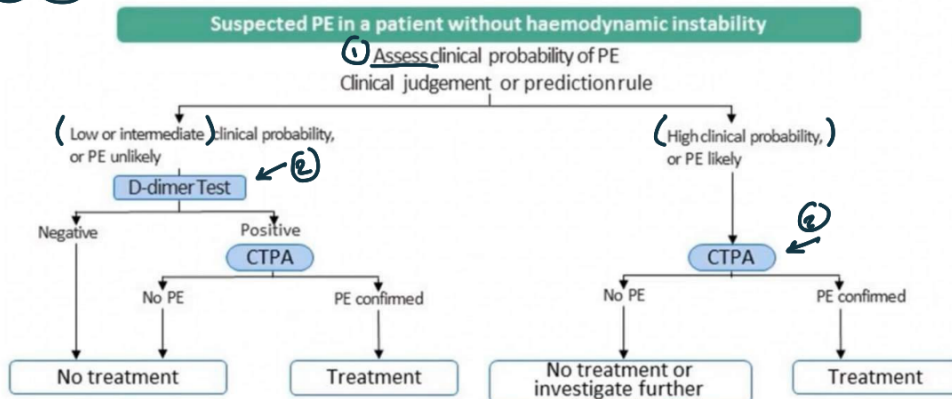 Suspected PE in a patient without haemodynamic instability
① Assess clinical probability of PE
Clinical judgement or prediction rule
(Low or intermediate) clinical probability,
or PE unlikely
(High clinical probability,)
or PE likely
②
D-dimer Test
Negative
Positive
CTPA
②
CTPA
No PE
PE confirmed
No PE
PE confirmed
No treatment
Treatment
No treatment or
investigate further
Treatment